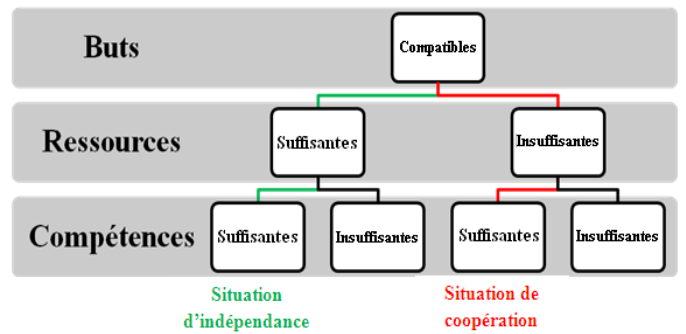 Buts
Compatibles
Ressources
Suffisantes
Insuffisantes
Compétences
Suffisantes
Insuffisantes
Suffisantes
Insuffisantes
Situation
d'indépendance
Situation de
coopération